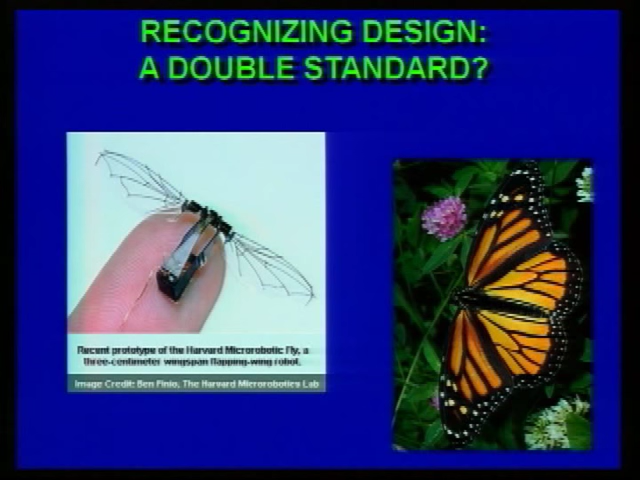 RECOGNIZING DESIGN:
A DOUBLE STANDARD?
Recent prototype of the Harvard Microrobotic Fly, a
three-centimeter wingspan flapping-wing robot.
Image Credit: Ben Finio, The Harvard Microrobotics Lab